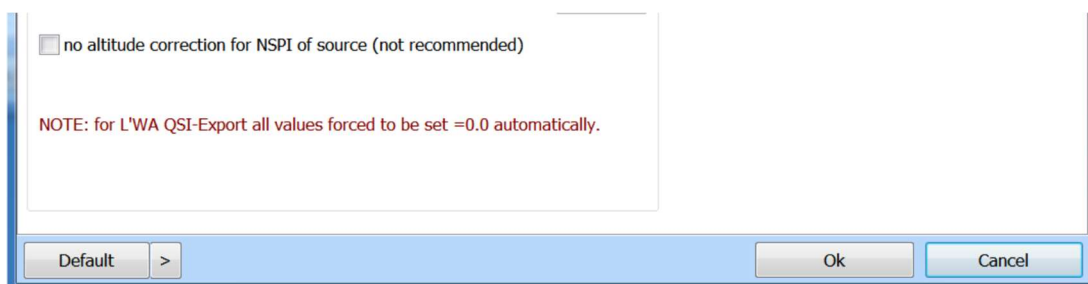 no altitude correction for NSPI of source (not recommended)
NOTE: for L'WA QSI-Export all values forced to be set =0.0 automatically.
Default > Ok Cancel